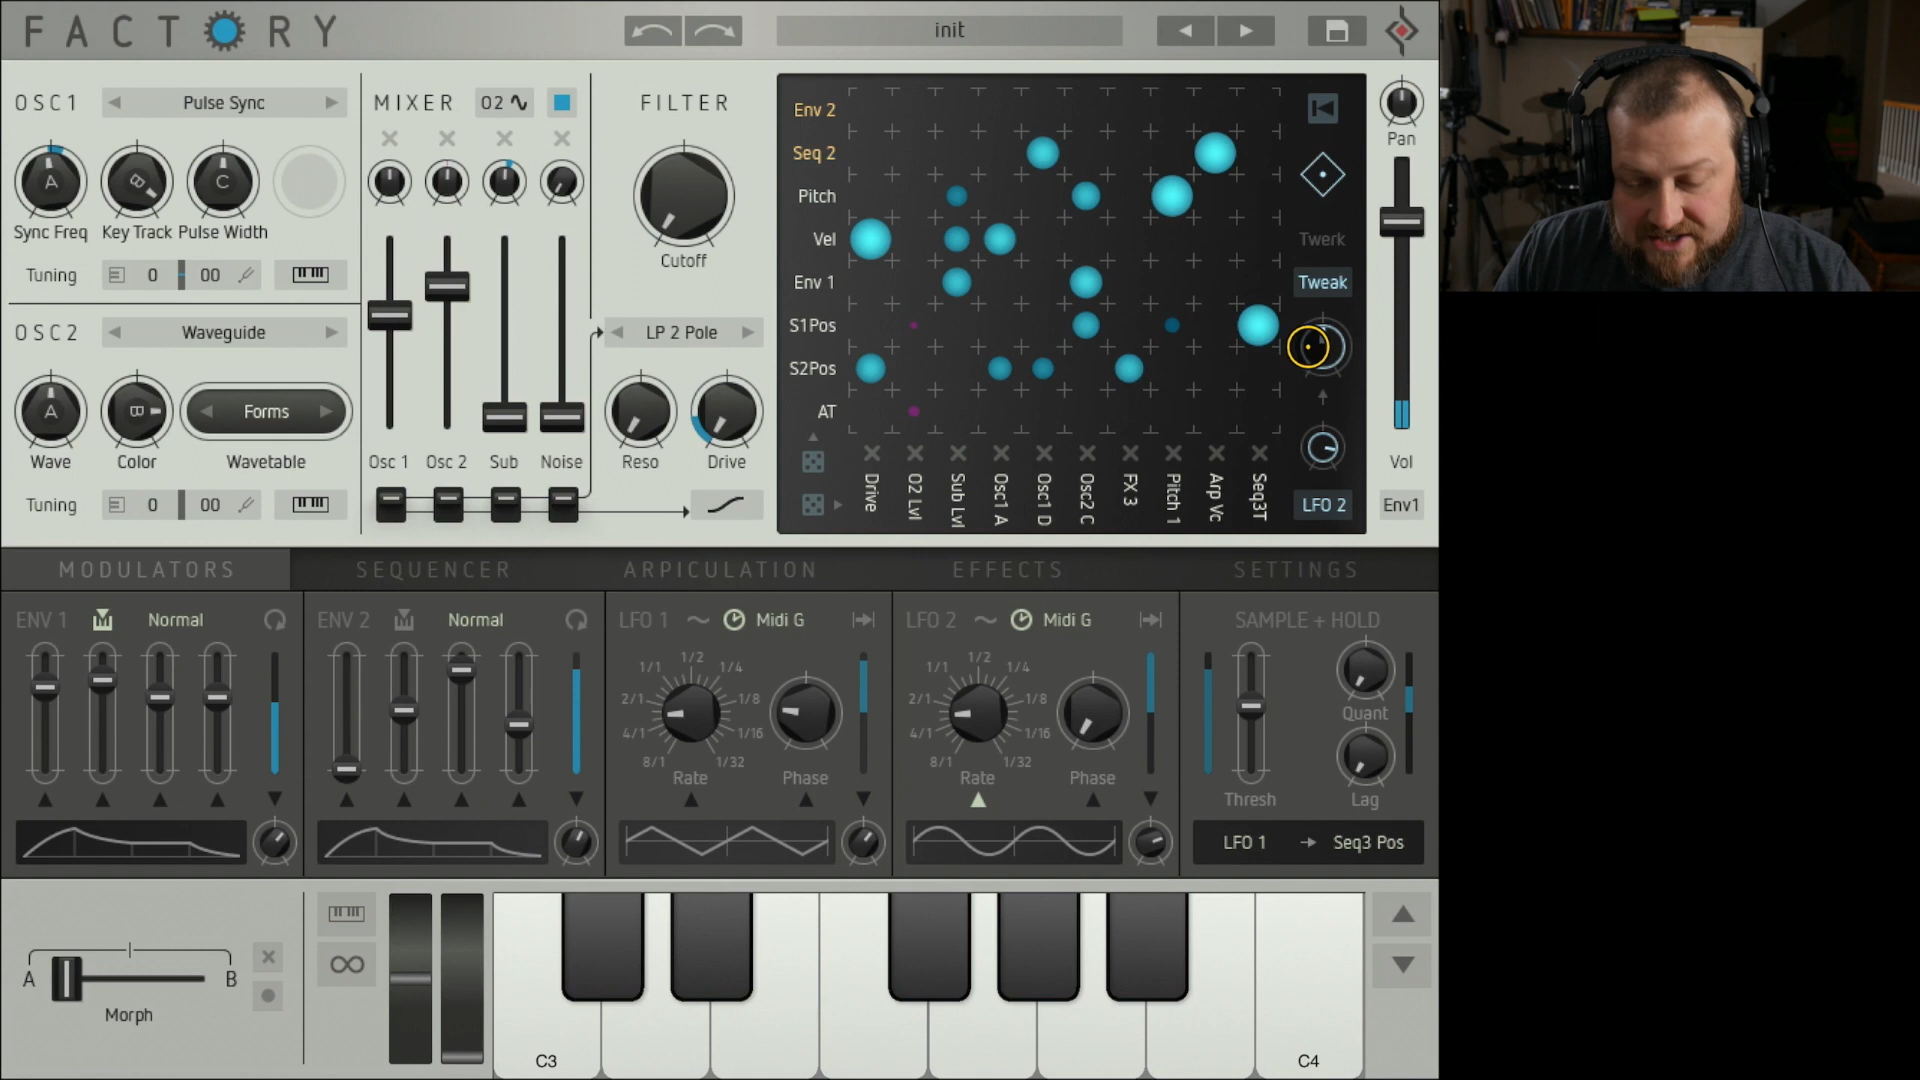 FACTORY
init
OSC1
Pulse Sync
A
B
C
Sync Freq
Key Track
Pulse Width
Tuning
0
00
OSC2
Waveguide
A
B
Forms
Wave
Color
Wavetable
Tuning
0
00
MIXER
O2
Osc 1
Osc 2
Sub
Noise
FILTER
Cutoff
LP 2 Pole
Reso
Drive
Env 2
Seq 2
Pitch
Vel
Env 1
S1Pos
S2Pos
AT
Drive
O2 Lvl
Sub Lvl
Osc1 A
Osc1 D
Osc2 C
FX 3
Pitch 1
Arp Vc
Seq3T
Twerk
Tweak
LFO 2
Pan
Vol
Env1
MODULATORS
SEQUENCER
ARPICULATION
EFFECTS
SETTINGS
ENV 1
M
Normal
ENV 2
M
Normal
LFO 1
Midi G
1/1
1/2
1/4
2/1
1/8
4/1
1/16
8/1
1/32
Rate
Phase
LFO 2
Midi G
1/1
1/2
1/4
2/1
1/8
4/1
1/16
8/1
1/32
Rate
Phase
SAMPLE + HOLD
Quant
Thresh
Lag
LFO 1
Seq3 Pos
A
B
Morph
C3
C4